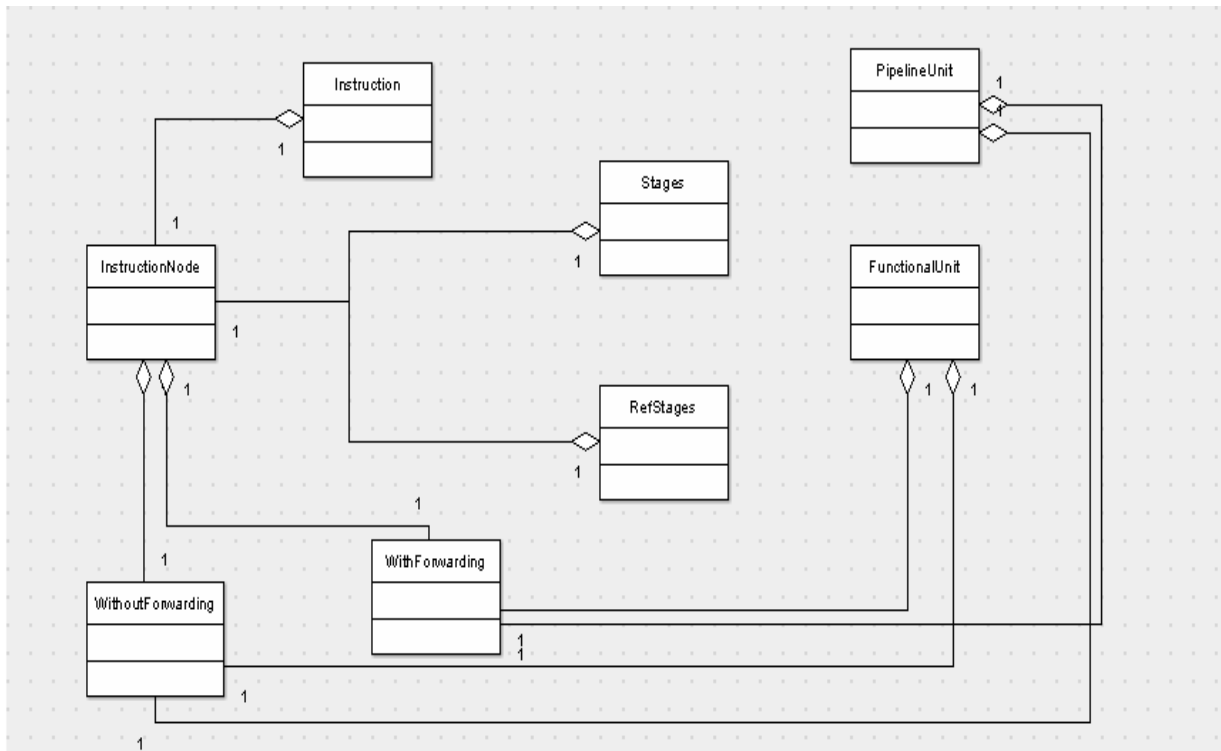 PipelineUnit
Instruction
1
1
1
Stages
1
InstructionNode
FunctionalUnit
1
1
1
1
1
RefStages
1
1
WithForwarding
1
WithoutForwarding
1
1
1
1